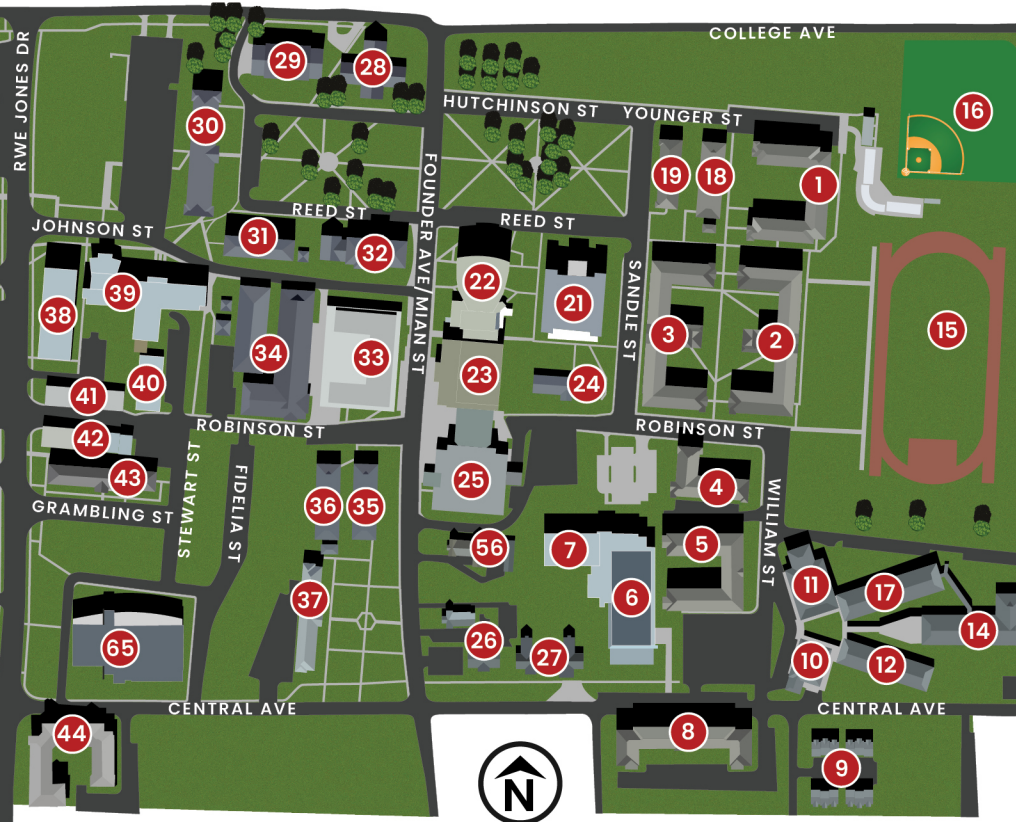 COLLEGE AVE
RWE JONES DR
29
28
30
HUTCHINSON ST
YOUNGER ST
16
19
18
1
FOUNDER AVE/MIAN ST
REED ST
REED ST
JOHNSON ST
31
32
22
21
SANDLE ST
38
39
34
33
3
2
15
23
24
41
40
42
43
ROBINSON ST
ROBINSON ST
GRAMBLING ST
STEWART ST
FIDELIA ST
36
35
25
4
WILLIAM ST
56
7
5
6
11
17
14
10
12
37
65
26
27
CENTRAL AVE
CENTRAL AVE
44
8
9
N